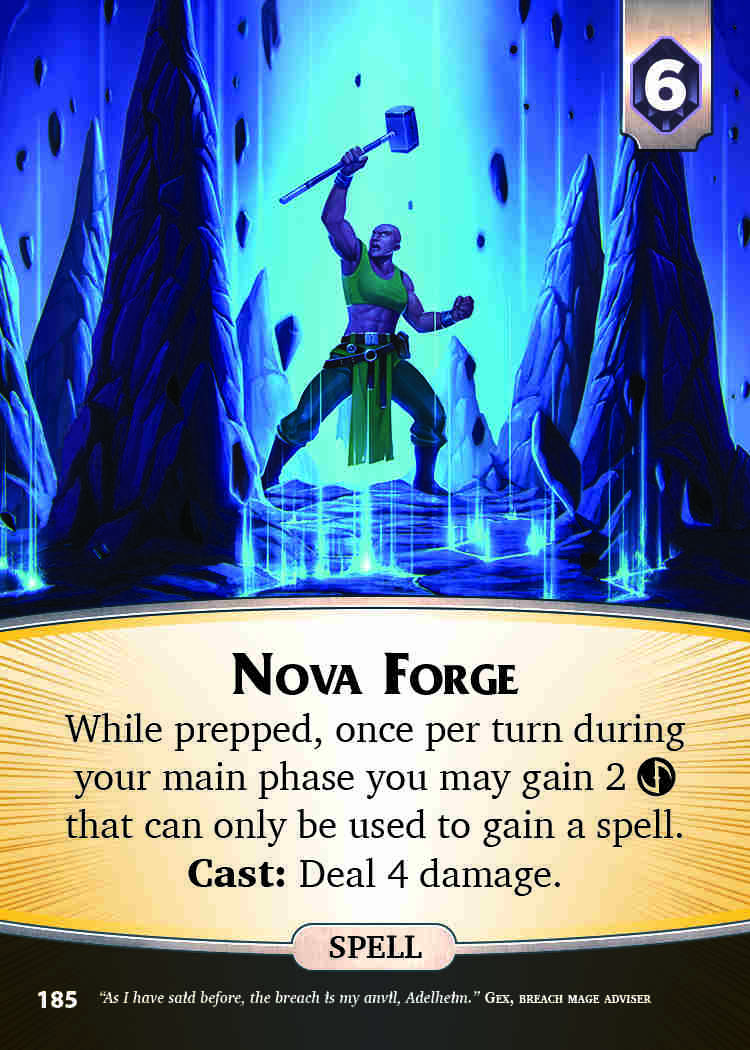 6
Nova Forge
While prepped, once per turn during
your main phase you may gain 2
that can only be used to gain a spell.
Cast: Deal 4 damage.
SPELL
185 “As I have said before, the breach is my anvil, Adelheim.” Gex, breach mage adviser